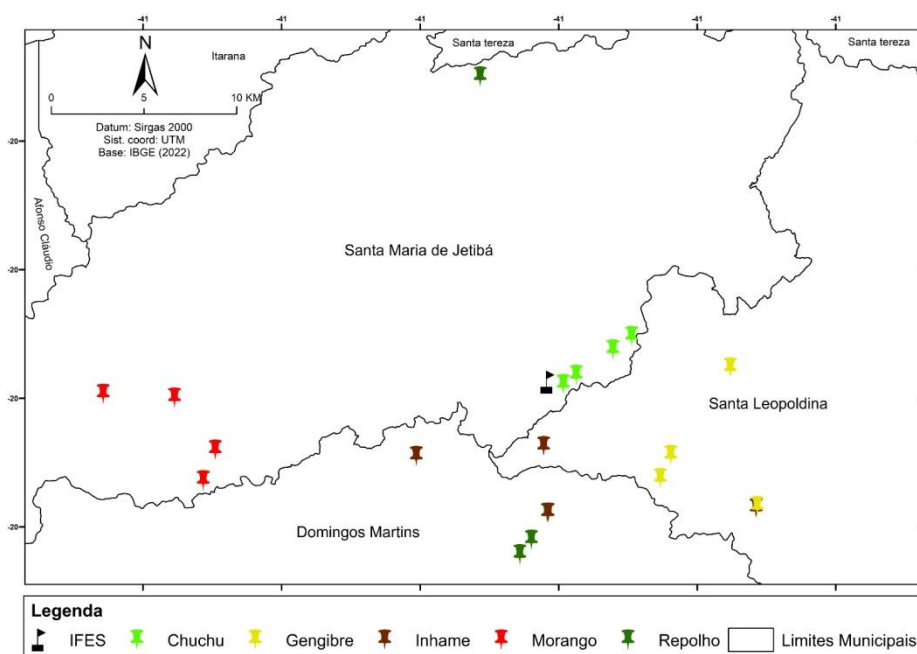 -41 -41 -41 -41 -41 -41
Santa tereza
Santa tereza
Itarana
N
0 5 10 KM
Datum: Sirgas 2000
Sist. coord: UTM
Base: IBGE (2022)
-20
Afonso Cláudio
Santa Maria de Jetibá
-20
-20
Santa Leopoldina
-20
Domingos Martins
Legenda
IFES Chuchu Gengibre Inhame Morango Repolho Limites Municipais